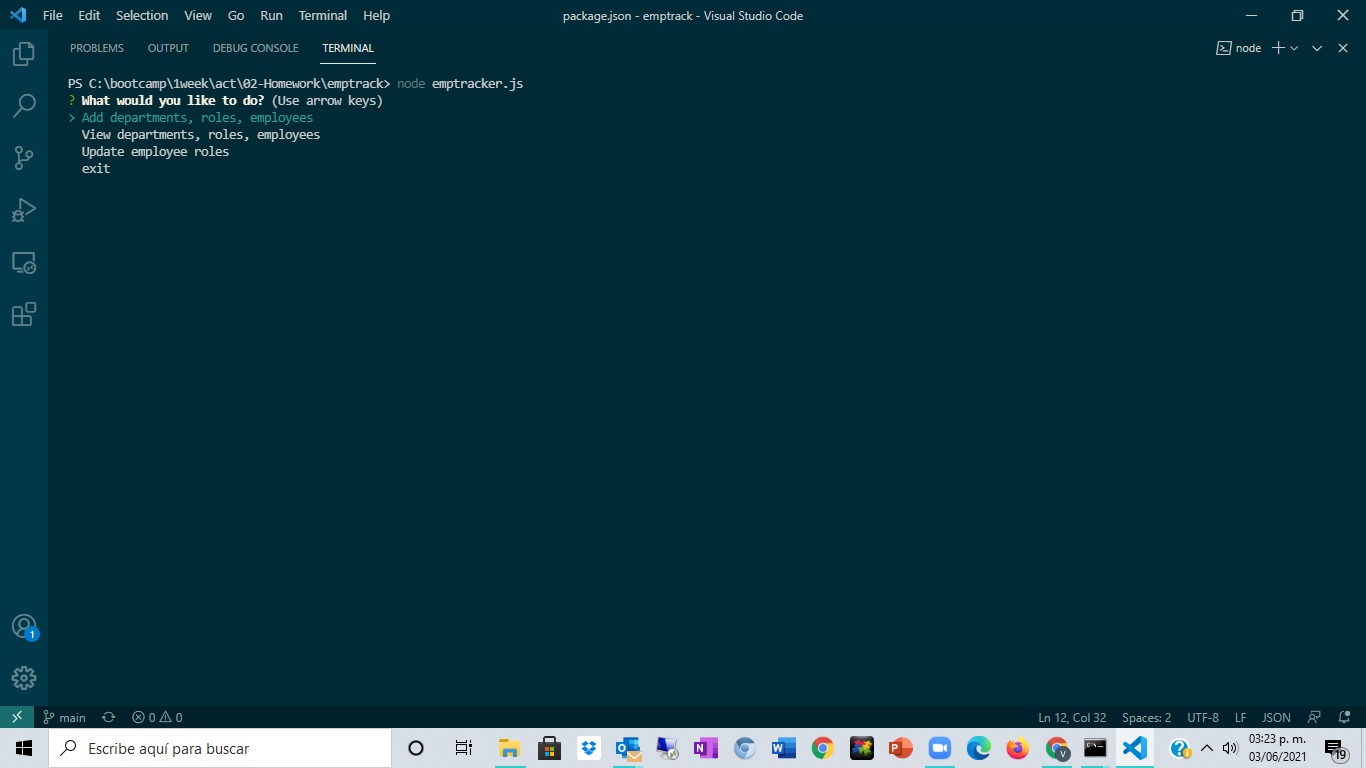 File Edit Selection View Go Run Terminal Help package.json - emptrack - Visual Studio Code
PROBLEMS OUTPUT DEBUG CONSOLE TERMINAL node
PS C:\bootcamp\1week\act\02-Homework\emptrack> node emptracker.js
? What would you like to do? (Use arrow keys)
> Add departments, roles, employees
View departments, roles, employees
Update employee roles
exit
1
main 0 0 Ln 12, Col 32 Spaces: 2 UTF-8 LF JSON
Escribe aquí para buscar
03:23 p. m.
03/06/2021
19